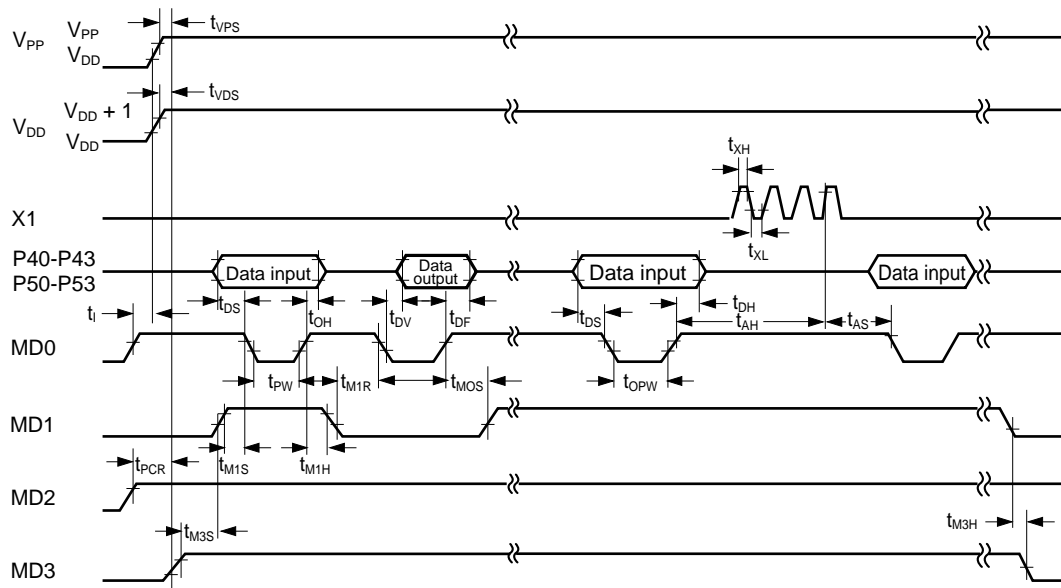 VPP
VPP
VDD
tVPS
VDD
VDD + 1
VDD
tVDS
tXH
X1
tXL
P40-P43
P50-P53
Data input
Data output
Data input
Data input
tI
tDS
tOH
tDV
tDF
tDS
tDH
tAH
tAS
MD0
tPW
tM1R
tMOS
tOPW
MD1
tPCR
tM1S
tM1H
MD2
tM3S
tM3H
MD3